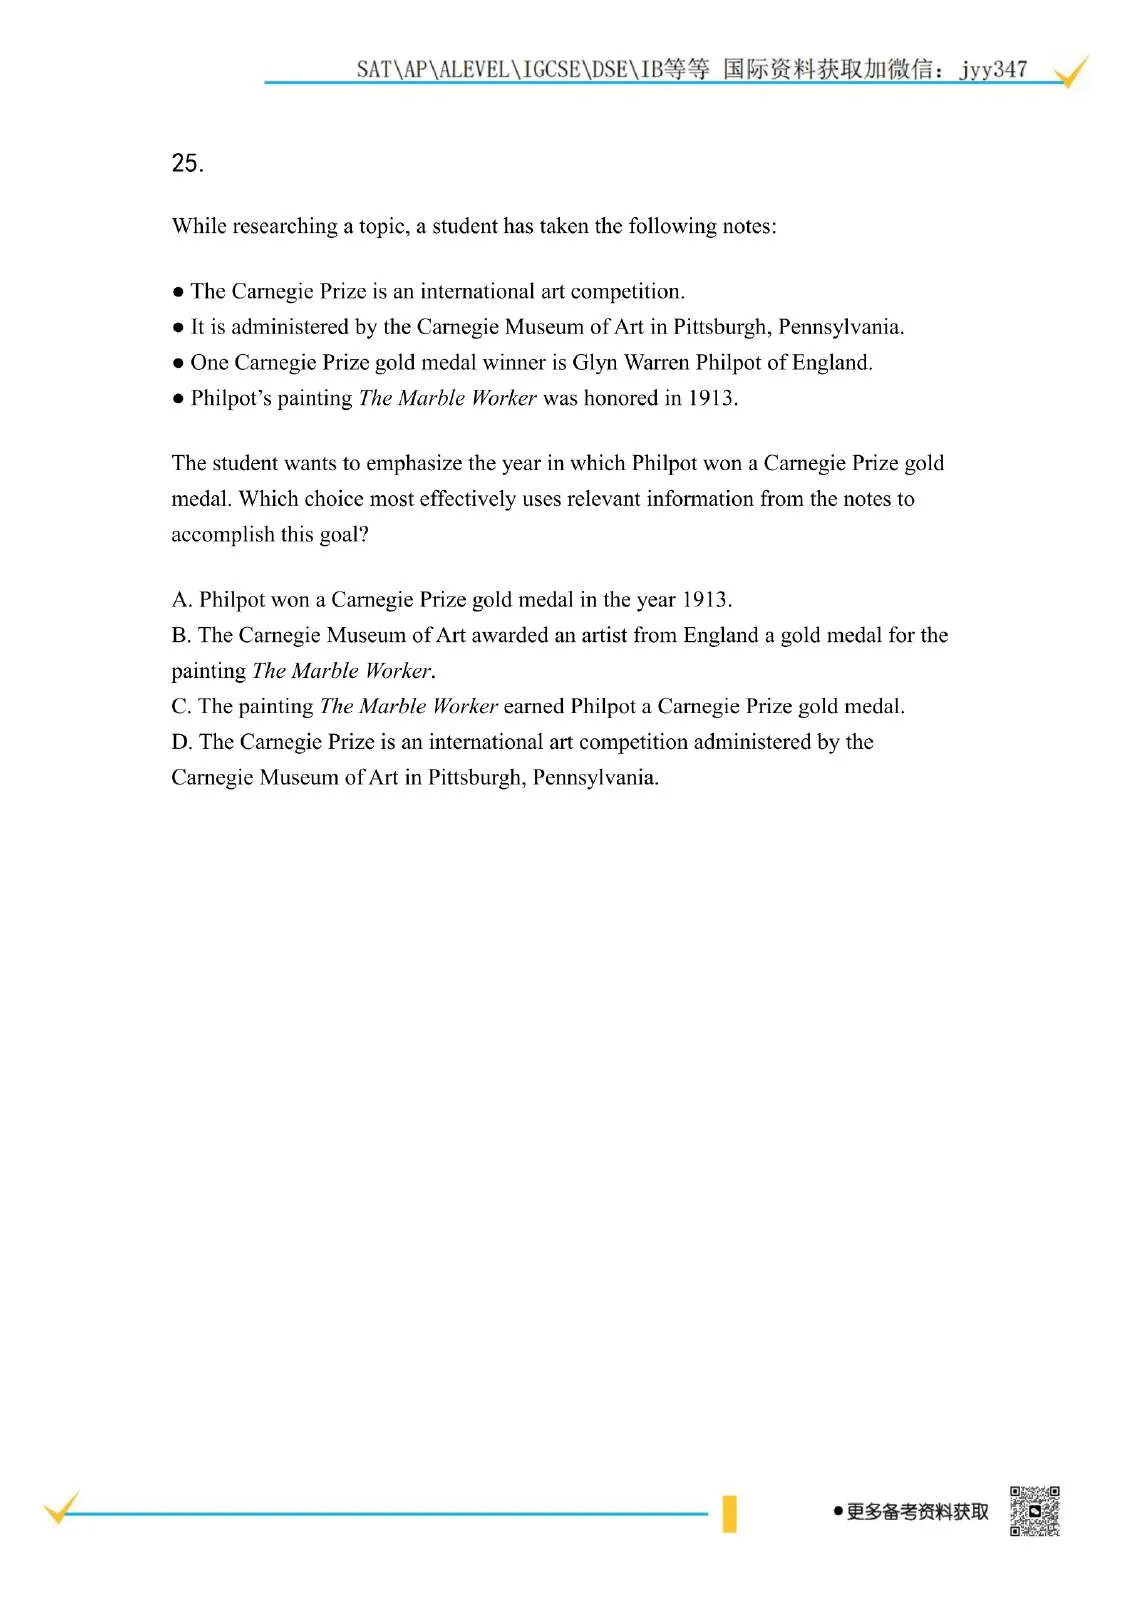 SAT\AP\ALEVEL\IGCSE\DSE\IB等等 国际资料获取加微信：jyy347
25.
While researching a topic, a student has taken the following notes:
● The Carnegie Prize is an international art competition.
● It is administered by the Carnegie Museum of Art in Pittsburgh, Pennsylvania.
● One Carnegie Prize gold medal winner is Glyn Warren Philpot of England.
● Philpot’s painting The Marble Worker was honored in 1913.
The student wants to emphasize the year in which Philpot won a Carnegie Prize gold
medal. Which choice most effectively uses relevant information from the notes to
accomplish this goal?
A. Philpot won a Carnegie Prize gold medal in the year 1913.
B. The Carnegie Museum of Art awarded an artist from England a gold medal for the
painting The Marble Worker.
C. The painting The Marble Worker earned Philpot a Carnegie Prize gold medal.
D. The Carnegie Prize is an international art competition administered by the
Carnegie Museum of Art in Pittsburgh, Pennsylvania.
●更多备考资料获取